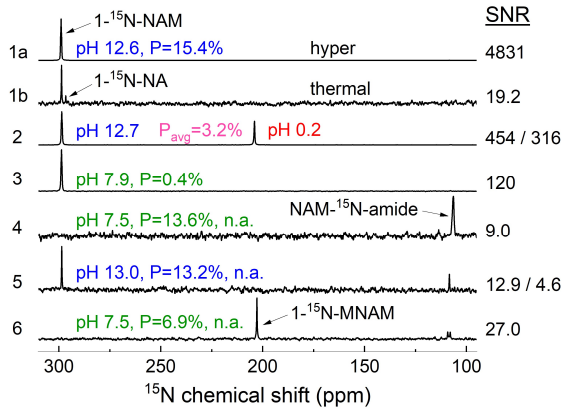 SNR
1-¹⁵N-NAM
1a pH 12.6, P=15.4% hyper 4831
1-¹⁵N-NA
1b thermal 19.2
2 pH 12.7 Pavg=3.2% pH 0.2 454 / 316
3 pH 7.9, P=0.4% 120
NAM-¹⁵N-amide
4 pH 7.5, P=13.6%, n.a. 9.0
5 pH 13.0, P=13.2%, n.a. 12.9 / 4.6
1-¹⁵N-MNAM
6 pH 7.5, P=6.9%, n.a. 27.0
300 250 200 150 100
¹⁵N chemical shift (ppm)